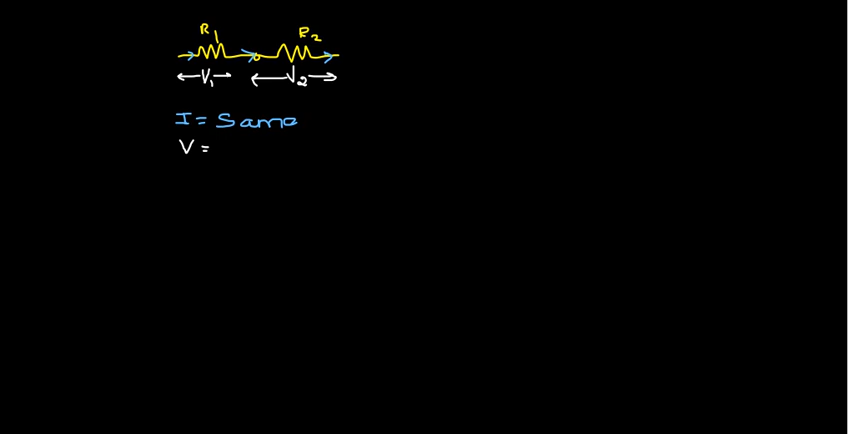 R1 R2
V1 V2
I = Same
V =